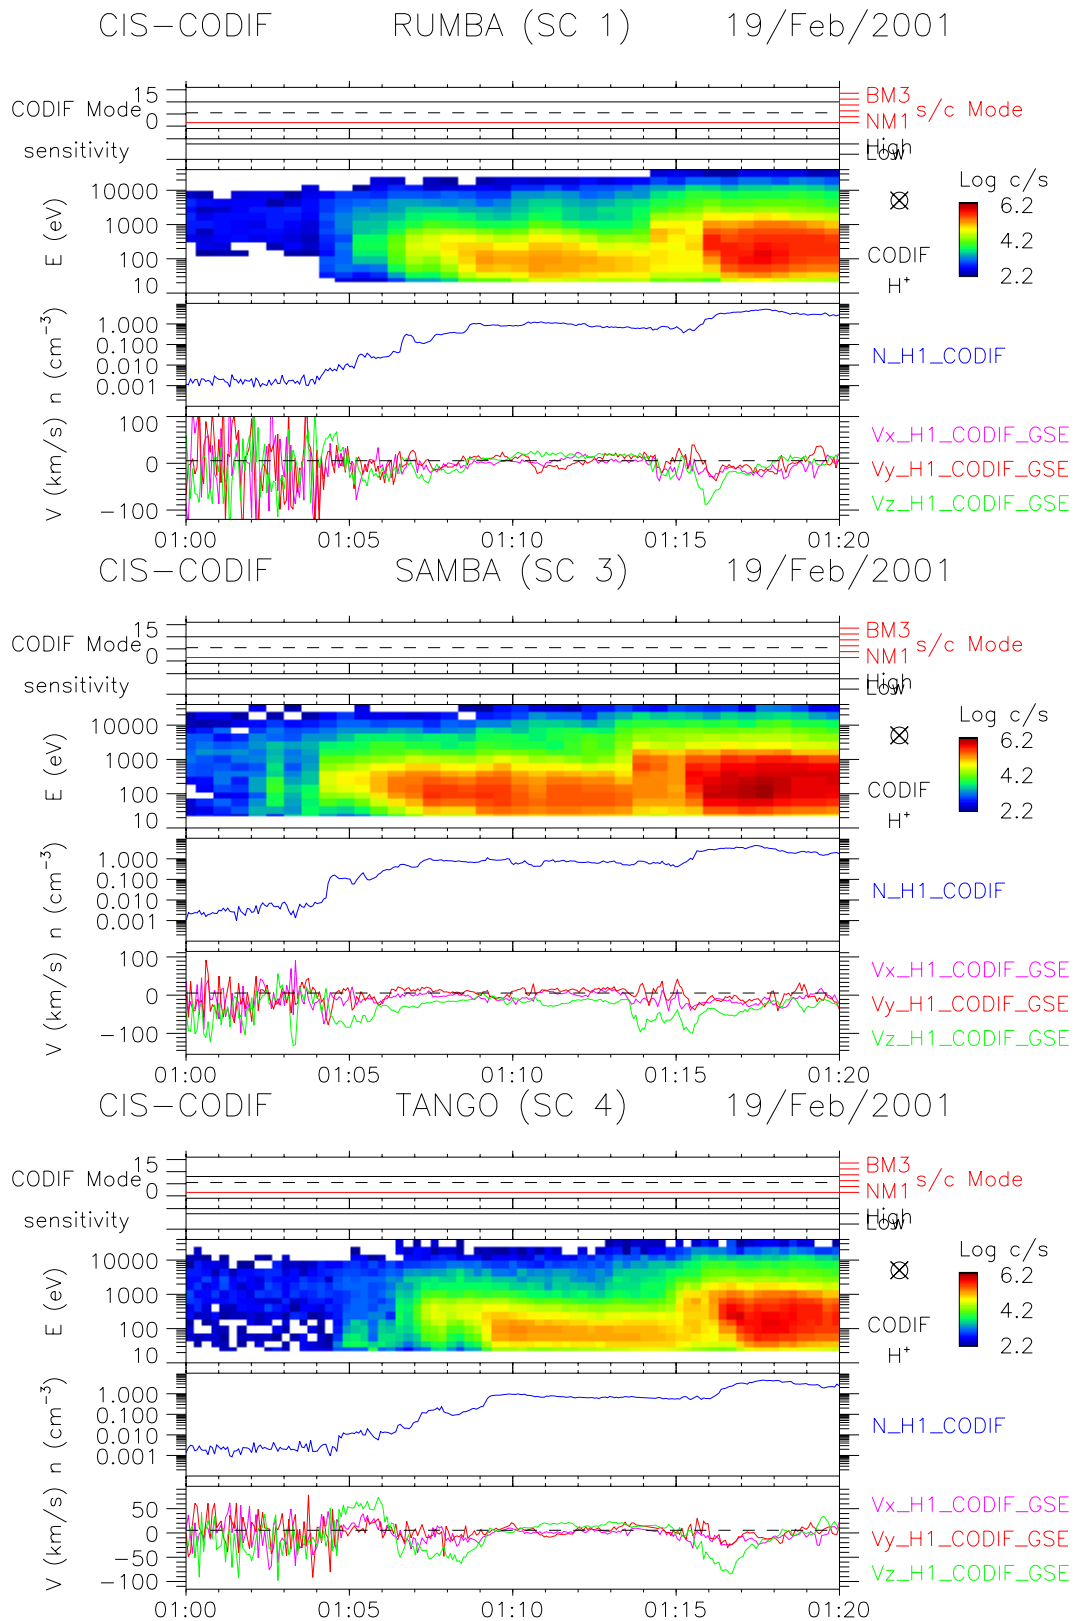 CIS-CODIF RUMBA (SC 1) 19/Feb/2001
15 BM3
CODIF Mode s/c Mode
0 NM1
sensitivity High
Low
10000 Log c/s
1000 6.2
E (eV) 4.2
100 CODIF
10 H+ 2.2
1.000
0.100
n (cm-3) N_H1_CODIF
0.010
0.001
100 Vx_H1_CODIF_GSE
V (km/s) 0 Vy_H1_CODIF_GSE
-100 Vz_H1_CODIF_GSE
01:00 01:05 01:10 01:15 01:20
CIS-CODIF SAMBA (SC 3) 19/Feb/2001
15 BM3
CODIF Mode s/c Mode
0 NM1
sensitivity High
Low
10000 Log c/s
1000 6.2
E (eV) 4.2
100 CODIF
10 H+ 2.2
1.000
0.100
n (cm-3) N_H1_CODIF
0.010
0.001
100 Vx_H1_CODIF_GSE
V (km/s) 0 Vy_H1_CODIF_GSE
-100 Vz_H1_CODIF_GSE
01:00 01:05 01:10 01:15 01:20
CIS-CODIF TANGO (SC 4) 19/Feb/2001
15 BM3
CODIF Mode s/c Mode
0 NM1
sensitivity High
Low
10000 Log c/s
1000 6.2
E (eV) 4.2
100 CODIF
10 H+ 2.2
1.000
0.100
n (cm-3) N_H1_CODIF
0.010
0.001
50 Vx_H1_CODIF_GSE
V (km/s) 0 Vy_H1_CODIF_GSE
-50 Vz_H1_CODIF_GSE
-100
01:00 01:05 01:10 01:15 01:20